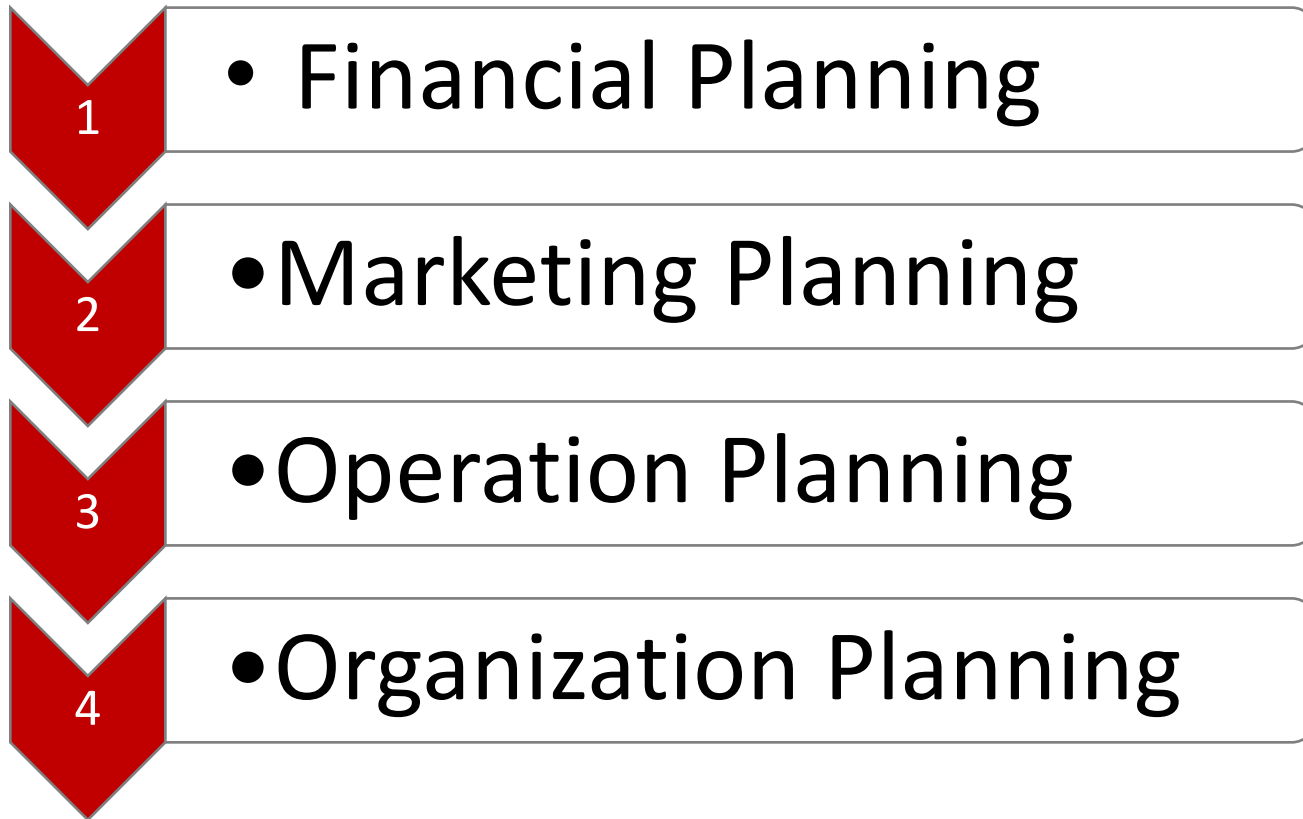 1
• Financial Planning
2
•Marketing Planning
3
•Operation Planning
4
•Organization Planning